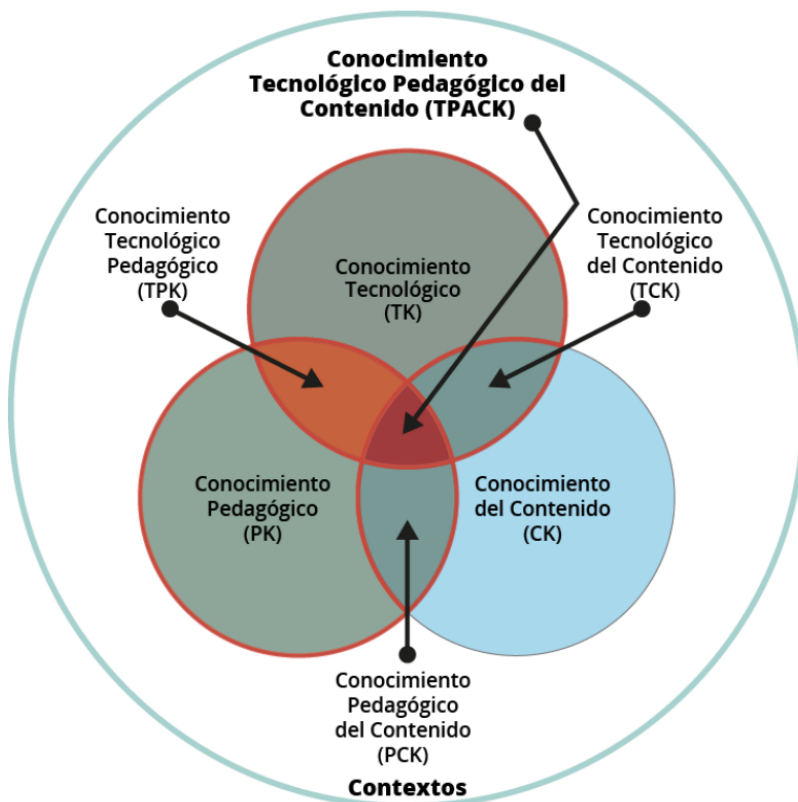 Conocimiento
Tecnológico Pedagógico del
Contenido (TPACK)
Conocimiento
Tecnológico
Pedagógico
(TPK)
Conocimiento
Tecnológico
(TK)
Conocimiento
Tecnológico
del Contenido
(TCK)
Conocimiento
Pedagógico
(PK)
Conocimiento
del Contenido
(CK)
Conocimiento
Pedagógico
del Contenido
(PCK)
Contextos